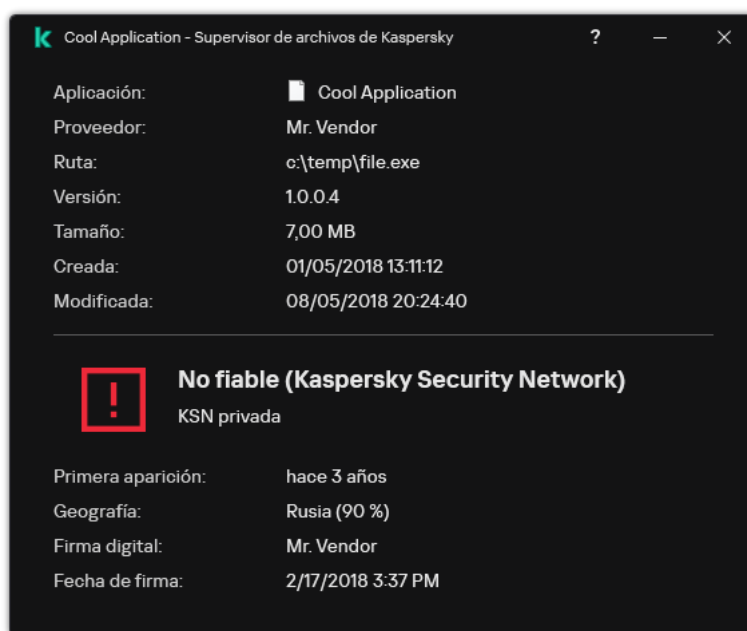 Cool Application - Supervisor de archivos de Kaspersky ?
Aplicación: Cool Application
Proveedor: Mr. Vendor
Ruta: c:\temp\file.exe
Versión: 1.0.0.4
Tamaño: 7,00 MB
Creada: 01/05/2018 13:11:12
Modificada: 08/05/2018 20:24:40
No fiable (Kaspersky Security Network)
KSN privada
Primera aparición: hace 3 años
Geografía: Rusia (90 %)
Firma digital: Mr. Vendor
Fecha de firma: 2/17/2018 3:37 PM